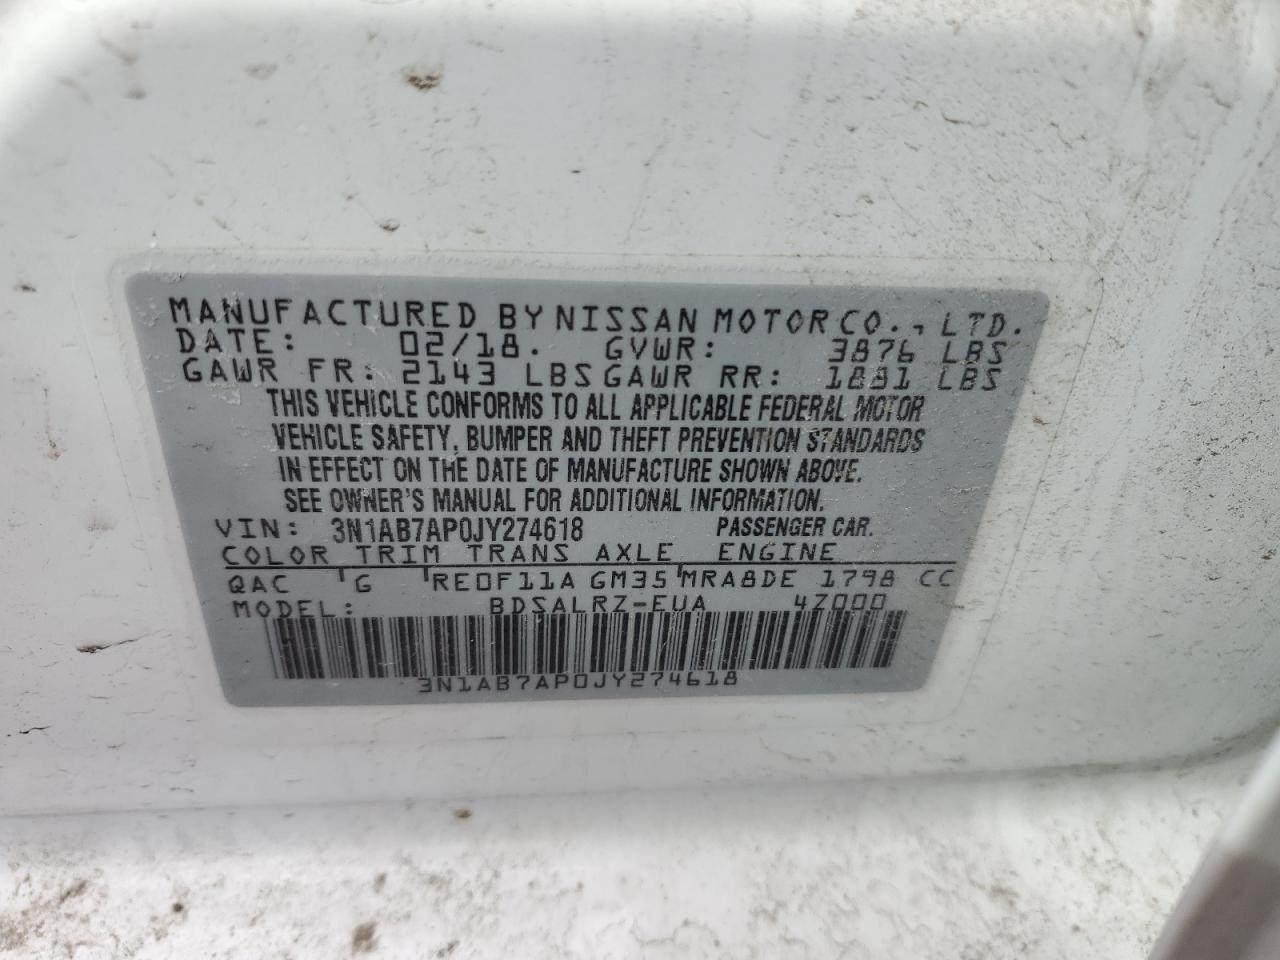 MANUFACTURED BY NISSAN MOTOR CO., LTD.
DATE: 02/18. GVWR: 3876 LBS
GAWR FR: 2143 LBS GAWR RR: 1881 LBS
THIS VEHICLE CONFORMS TO ALL APPLICABLE FEDERAL MOTOR
VEHICLE SAFETY, BUMPER AND THEFT PREVENTION STANDARDS
IN EFFECT ON THE DATE OF MANUFACTURE SHOWN ABOVE.
SEE OWNER'S MANUAL FOR ADDITIONAL INFORMATION.
VIN: 3N1AB7AP0JY274618 PASSENGER CAR.
COLOR TRIM TRANS AXLE ENGINE
QAC G RE0F11A GM35 MRA8DE 1798 CC
MODEL: BDSALRZ-EUA 4Z000
3N1AB7AP0JY274618